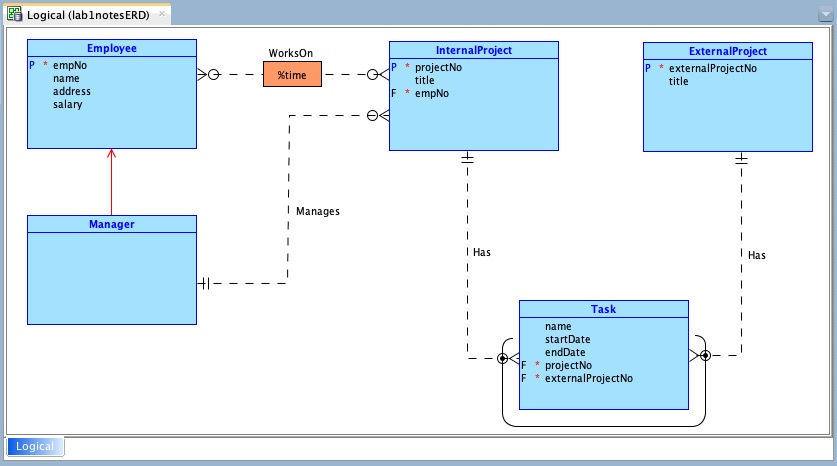 Logical (lab1notesERD)
Employee
P * empNo
name
address
salary
WorksOn
%time
InternalProject
P * projectNo
title
F * empNo
ExternalProject
P * externalProjectNo
title
Manager
Manages
Has
Has
Task
name
startDate
endDate
F * projectNo
F * externalProjectNo
Logical